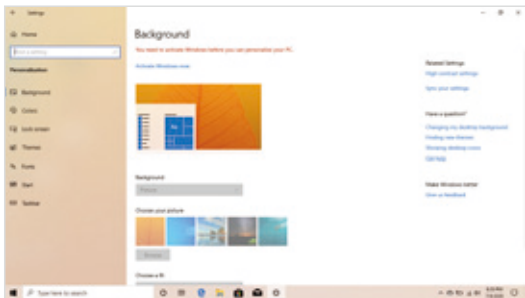 Settings
Home
Find a setting
Personalization
Background
Colors
Lock screen
Themes
Fonts
Start
Taskbar
Background
You need to activate Windows before you can personalize your PC.
Activate Windows now
Background
Picture
Choose your picture
Browse
Choose a fit
Related Settings
High contrast settings
Sync your settings
Have a question?
Changing my desktop background
Finding new themes
Showing desktop icons
Get help
Make Windows better
Give us feedback
Type here to search